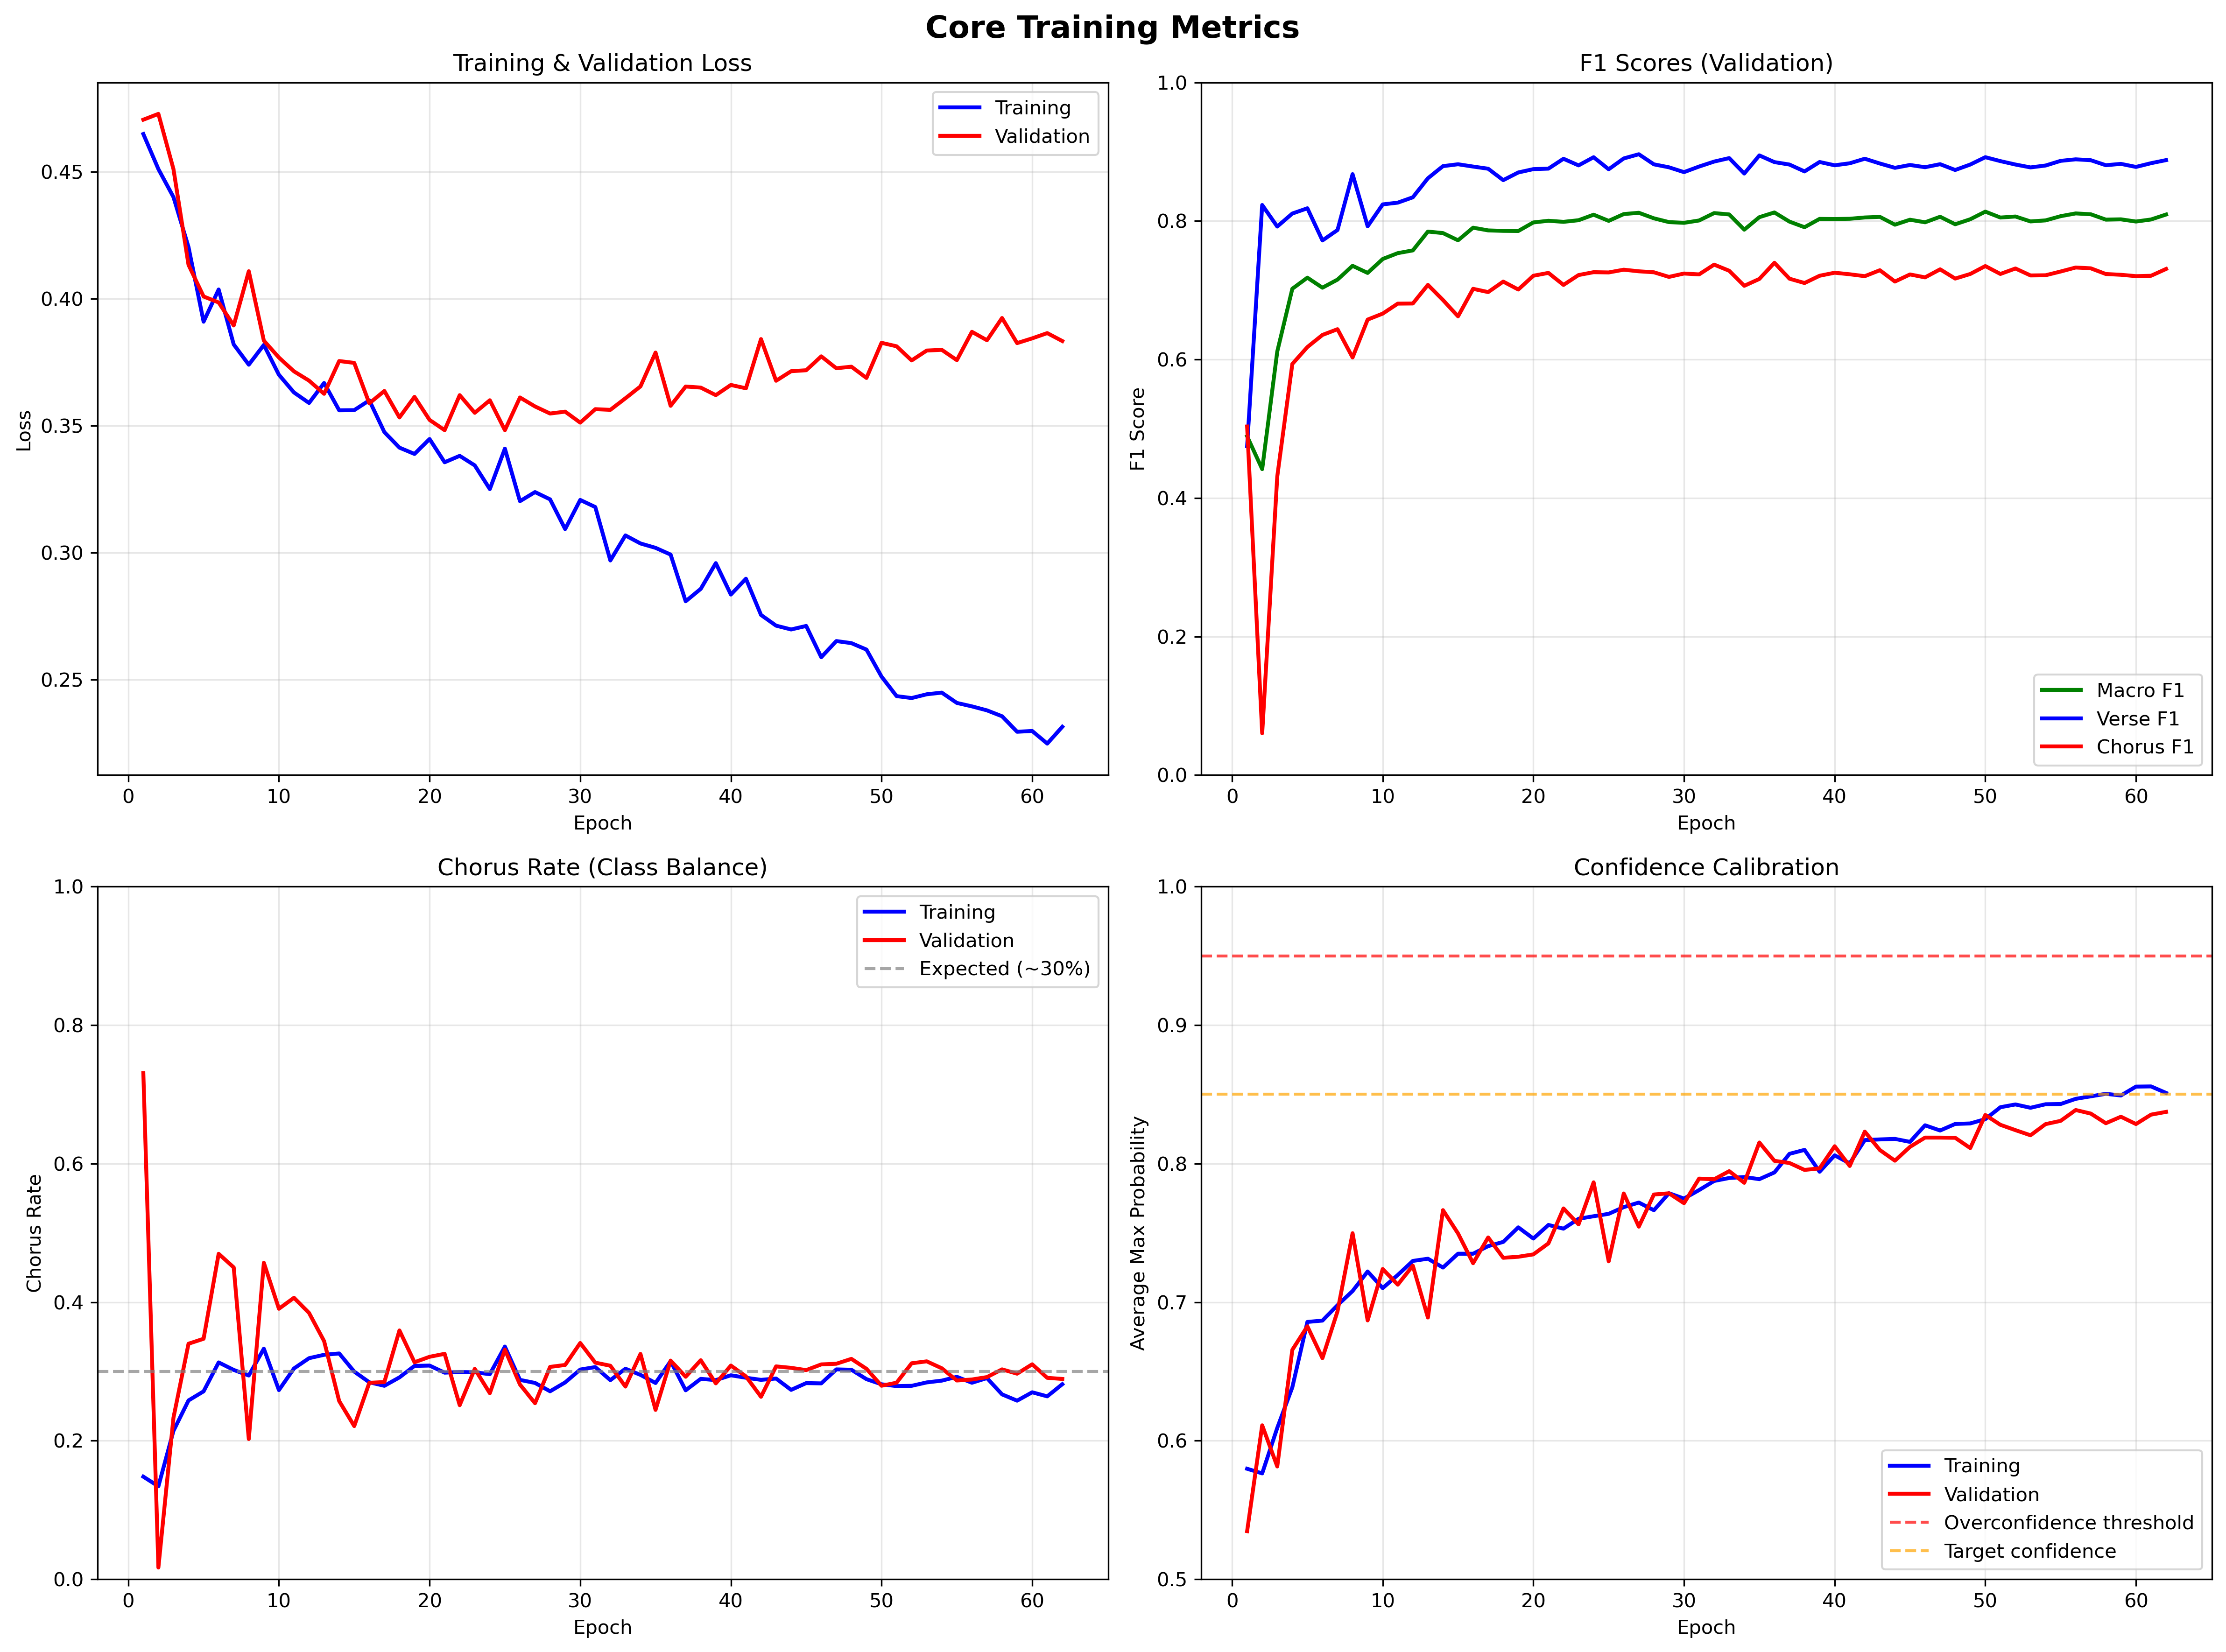 Core Training Metrics
Training & Validation Loss
Loss
0.45
0.40
0.35
0.30
0.25
0
10
20
30
40
50
60
Epoch
Training
Validation
F1 Scores (Validation)
F1 Score
1.0
0.8
0.6
0.4
0.2
0.0
0
10
20
30
40
50
60
Epoch
Macro F1
Verse F1
Chorus F1
Chorus Rate (Class Balance)
Chorus Rate
1.0
0.8
0.6
0.4
0.2
0.0
0
10
20
30
40
50
60
Epoch
Training
Validation
Expected (~30%)
Confidence Calibration
Average Max Probability
1.0
0.9
0.8
0.7
0.6
0.5
0
10
20
30
40
50
60
Epoch
Training
Validation
Overconfidence threshold
Target confidence